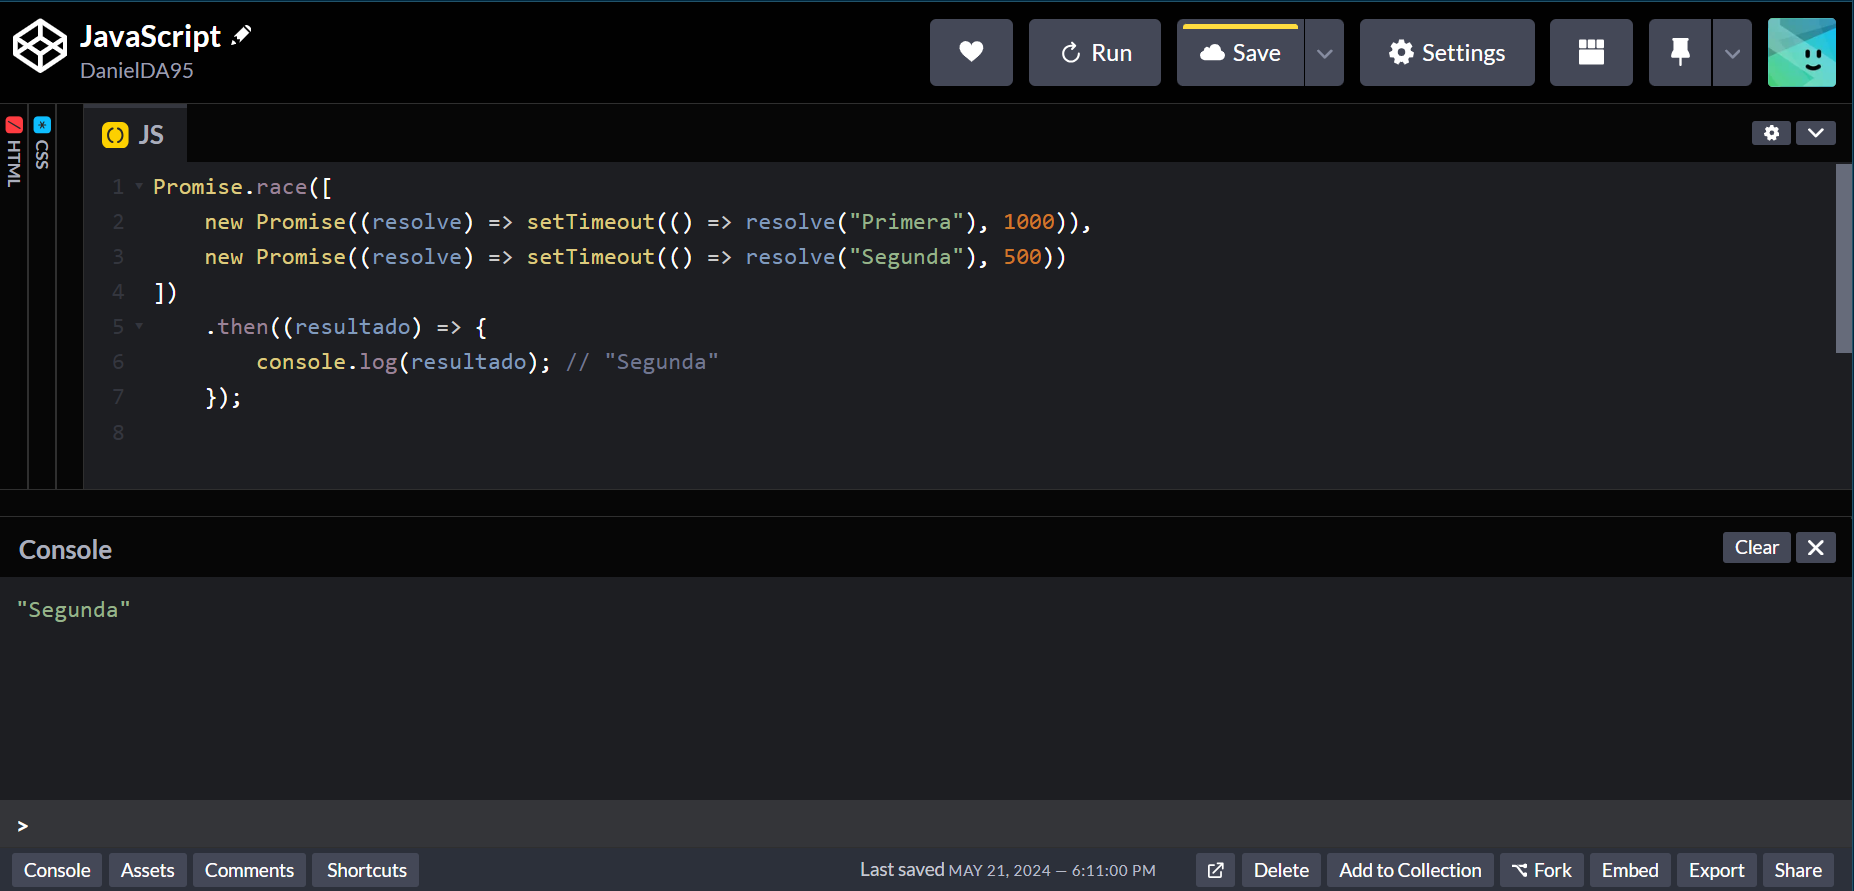 JavaScript
DanielDA95
Run
Save
Settings
HTML
CSS
JS
1 Promise.race([
2     new Promise((resolve) => setTimeout(() => resolve("Primera"), 1000)),
3     new Promise((resolve) => setTimeout(() => resolve("Segunda"), 500))
4 ])
5     .then((resultado) => {
6         console.log(resultado); // "Segunda"
7     });
8
Console
Clear
"Segunda"
>
Console Assets Comments Shortcuts Last saved MAY 21, 2024 — 6:11:00 PM Delete Add to Collection Fork Embed Export Share